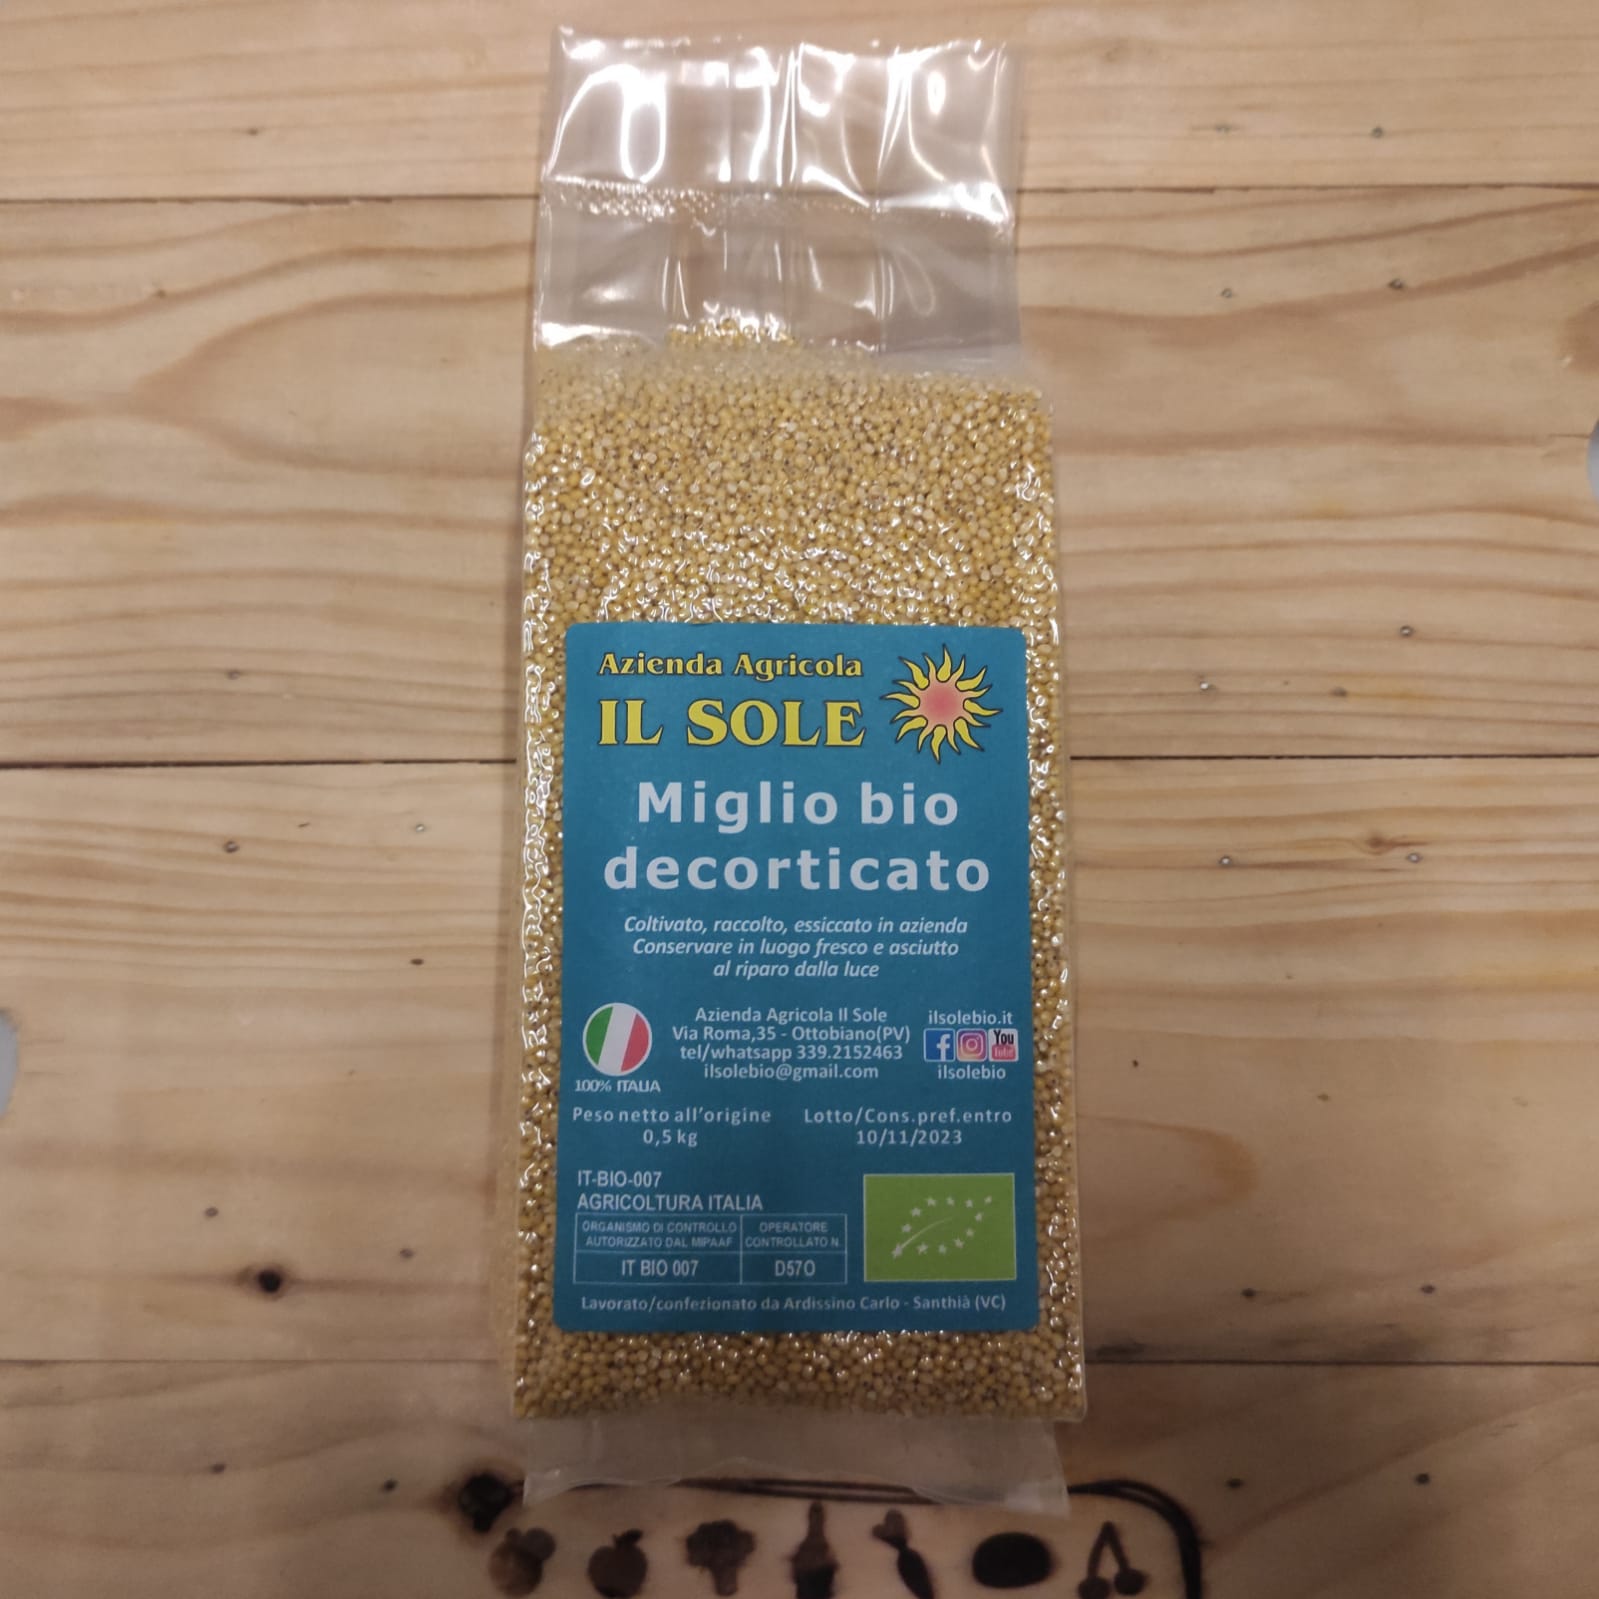 Azienda Agricola
IL SOLE
Miglio bio
decorticato
Coltivato, raccolto, essiccato in azienda
Conservare in luogo fresco e asciutto
al riparo dalla luce
100% ITALIA
Azienda Agricola Il Sole
Via Roma,35 - Ottobiano(PV)
tel/whatsapp 339.2152463
ilsolebio@gmail.com
ilsolebio.it
f
You
Tube
ilsolebio
Peso netto all'origine
0,5 kg
Lotto/Cons.pref.entro
10/11/2023
IT-BIO-007
AGRICOLTURA ITALIA
ORGANISMO DI CONTROLLO
AUTORIZZATO DAL MIPAAF
OPERATORE
CONTROLLATO N.
IT BIO 007
D57O
Lavorato/confezionato da Ardissino Carlo - Santhià (VC)